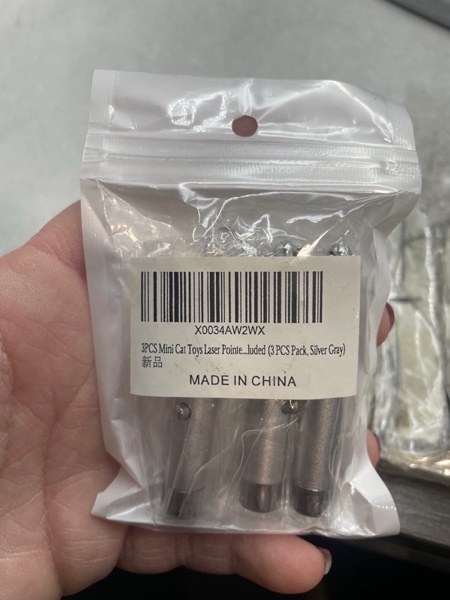 X0034AW2WX
3PCS Mini Cat Toys Laser Pointe...luded (3 PCS Pack, Silver Gray)
新品
MADE IN CHINA